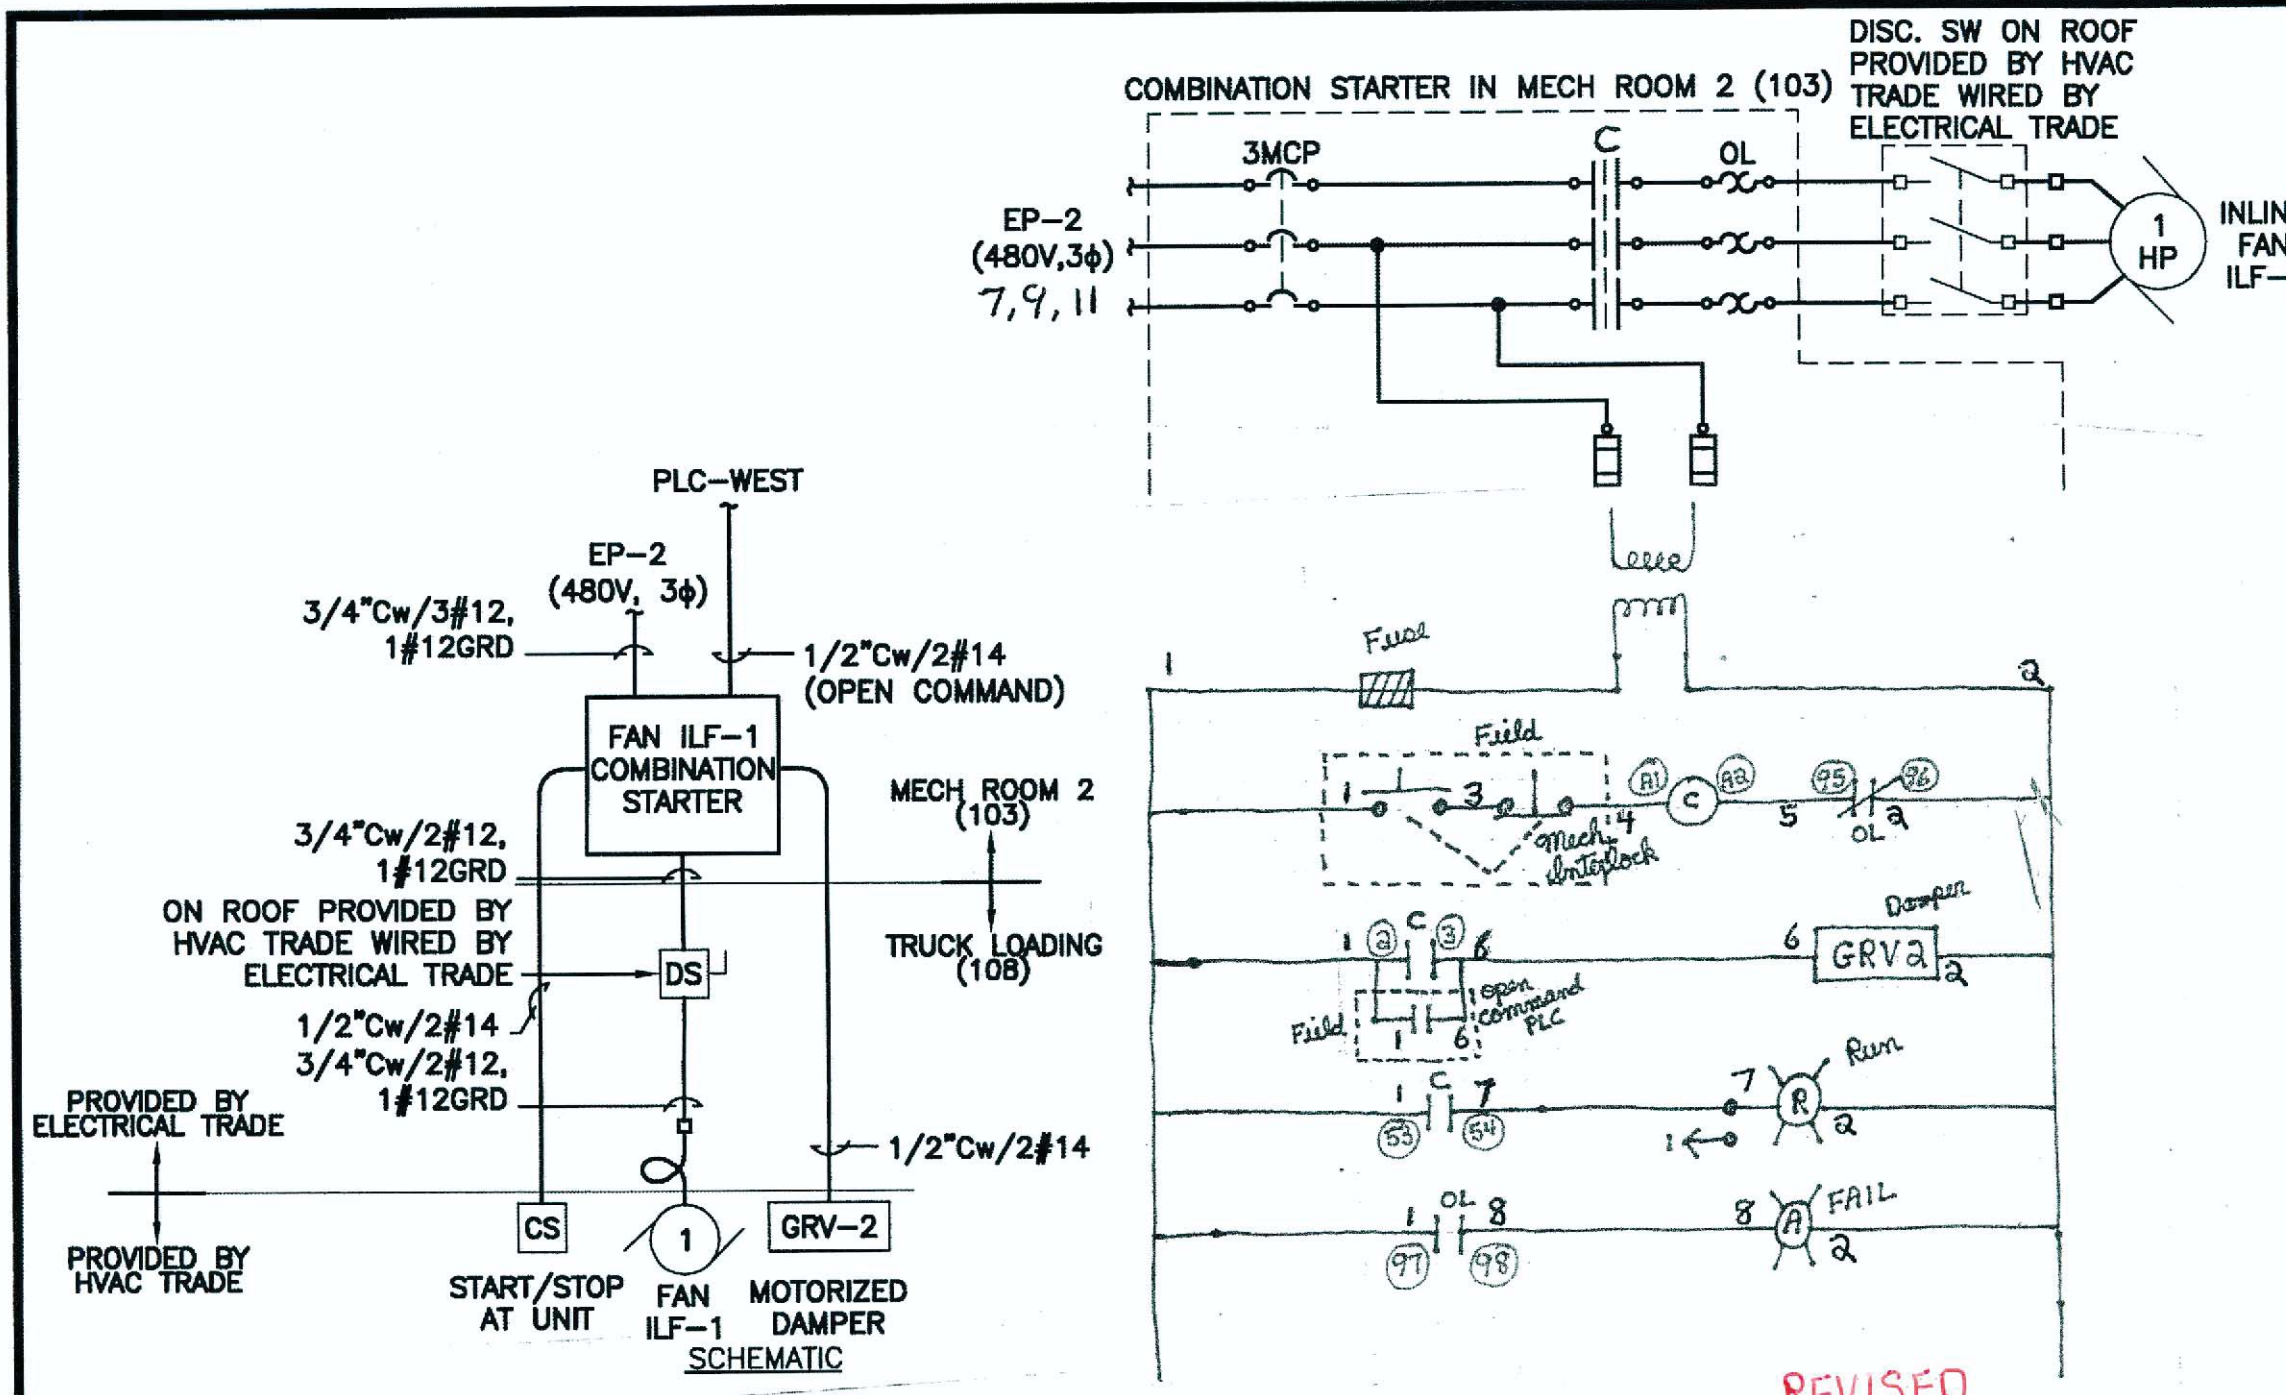 DISC. SW ON ROOF
PROVIDED BY HVAC
TRADE WIRED BY
ELECTRICAL TRADE
COMBINATION STARTER IN MECH ROOM 2 (103)
3MCP
C
OL
EP-2
(480V,3ϕ)
7, 9, 11
1
HP
INLIN
FAN
ILF-
PLC-WEST
EP-2
(480V, 3ϕ)
3/4"Cw/3#12,
1#12GRD
1/2"Cw/2#14
(OPEN COMMAND)
FAN ILF-1
COMBINATION
STARTER
MECH ROOM 2
(103)
3/4"Cw/2#12,
1#12GRD
ON ROOF PROVIDED BY
HVAC TRADE WIRED BY
ELECTRICAL TRADE
DS
TRUCK LOADING
(108)
1/2"Cw/2#14
3/4"Cw/2#12,
1#12GRD
PROVIDED BY
ELECTRICAL TRADE
PROVIDED BY
HVAC TRADE
1/2"Cw/2#14
CS
1
GRV-2
START/STOP
AT UNIT
FAN
ILF-1
MOTORIZED
DAMPER
SCHEMATIC
1
Fuse
2
Field
1 3 4 A1 C A2 5 95 96
OL 2
Mech.
Interlock
Damper
1 2 C 3 6 6 GRV2 2
Field 1 6
open
command
PLC
Run
1 C 7 7 R 2
53 54 1
FAIL
1 OL 8 8 A 2
97 98
REVISED